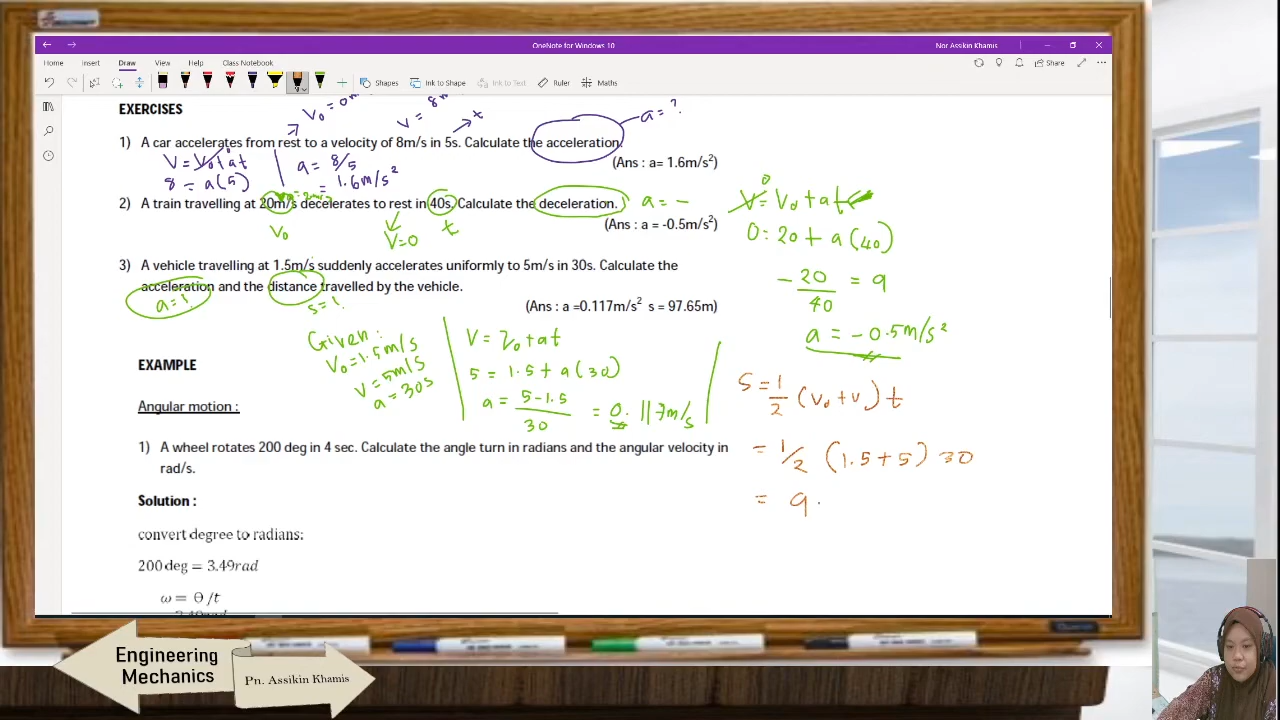 OneNote for Windows 10
Nor Assikin Khamis
Home Insert Draw View Help Class Notebook
Share
Shapes Ink to Shape Ink to Text Ruler Maths
EXERCISES
a = ?
1) A car accelerates from rest to a velocity of 8m/s in 5s. Calculate the acceleration.
(Ans : a= 1.6m/s²)
V = V₀ + at
8 = a(5)
a = 8/5
= 1.6m/s²
2) A train travelling at 20m/s decelerates to rest in 40s. Calculate the deceleration.
a = -
(Ans : a = -0.5m/s²)
V₀
V=0
t
V = V₀ + at
0 = 20 + a(40)
-20/40 = a
a = -0.5m/s²
3) A vehicle travelling at 1.5m/s suddenly accelerates uniformly to 5m/s in 30s. Calculate the
acceleration and the distance travelled by the vehicle.
(Ans : a =0.117m/s² s = 97.65m)
Given:
V₀=1.5m/s
V=5m/s
a=30s
V = V₀ + at
5 = 1.5 + a(30)
a = 5-1.5/30 = 0.117m/s
S = 1/2 (V₀+V)t
= 1/2 (1.5+5) 30
= 9.
EXAMPLE
Angular motion :
1) A wheel rotates 200 deg in 4 sec. Calculate the angle turn in radians and the angular velocity in
rad/s.
Solution :
convert degree to radians:
200 deg = 3.49rad
ω = Θ /t
Engineering
Mechanics
Pn. Assikin Khamis